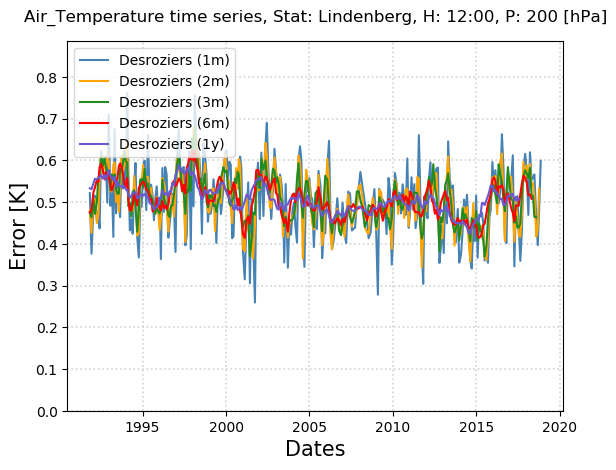 Air_Temperature time series, Stat: Lindenberg, H: 12:00, P: 200 [hPa]
Desroziers (1m)
Desroziers (2m)
Desroziers (3m)
Desroziers (6m)
Desroziers (1y)
Error [K]
0.8
0.7
0.6
0.5
0.4
0.3
0.2
0.1
0.0
1995 2000 2005 2010 2015 2020
Dates